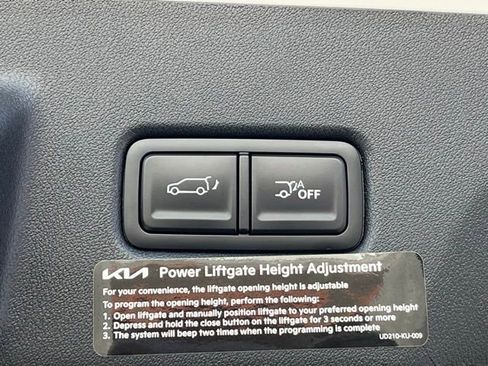 A
OFF
KIA Power Liftgate Height Adjustment
For your convenience, the liftgate opening height is adjustable
To program the opening height, perform the following:
1. Open liftgate and manually position liftgate to your preferred opening height
2. Depress and hold the close button on the liftgate for 3 seconds or more
3. The system will beep two times when the programming is complete
UD210-KU-009